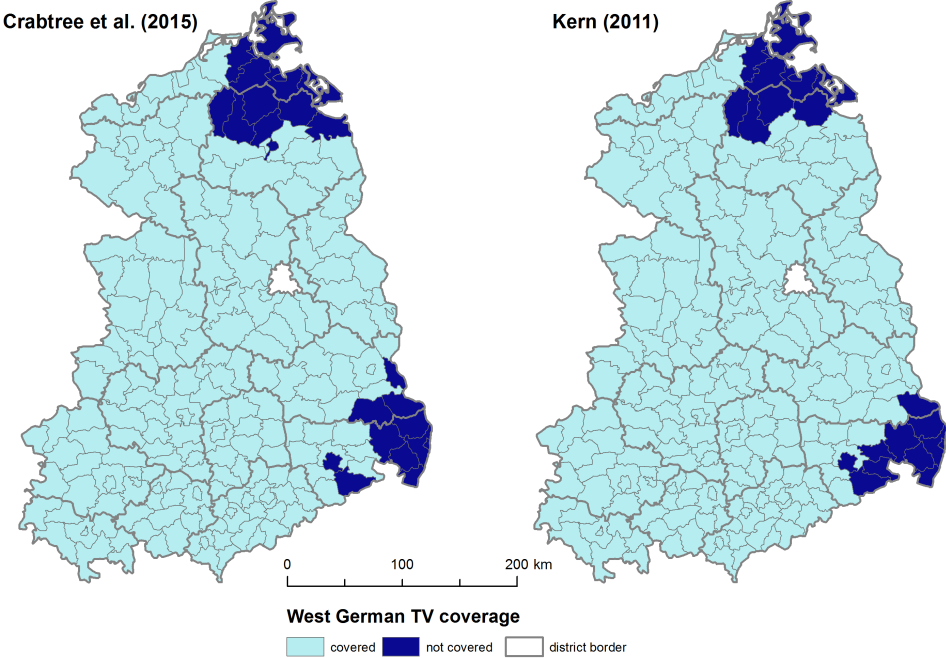 Crabtree et al. (2015)
Kern (2011)
0 100 200 km
West German TV coverage
covered not covered district border